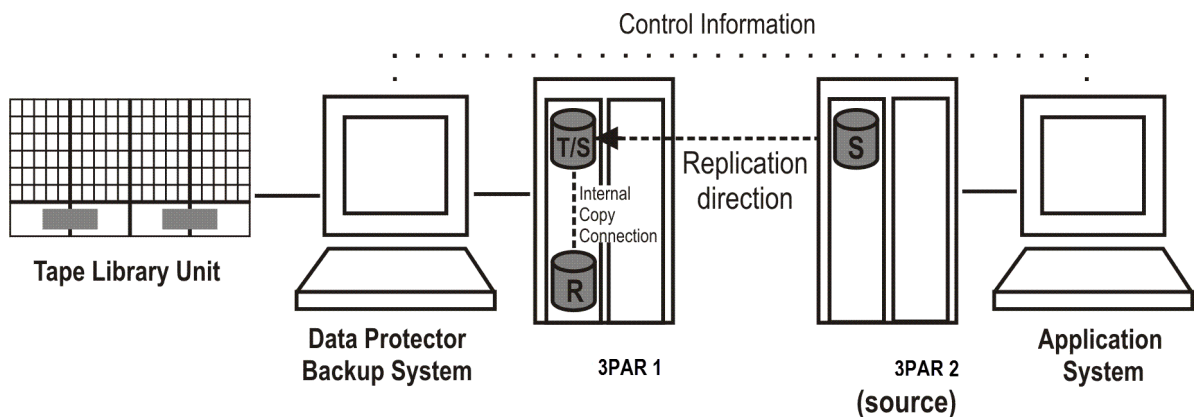 Control Information
T/S
S
Replication
direction
Internal
Copy
Connection
R
Tape Library Unit
Data Protector
Backup System
3PAR 1
3PAR 2
(source)
Application
System